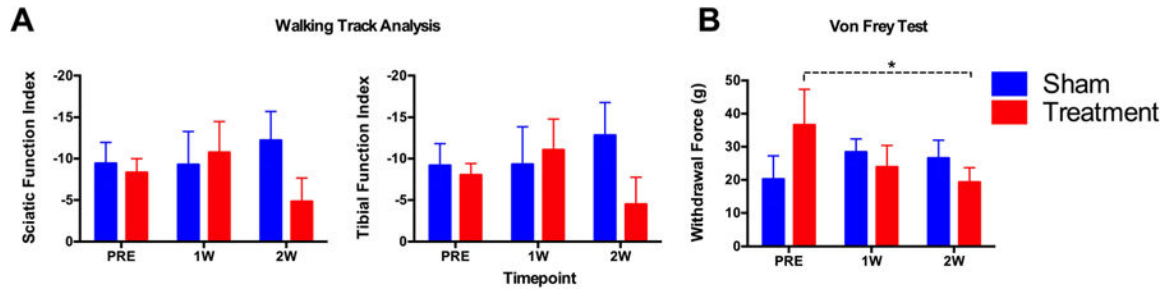 A
Walking Track Analysis
B
Von Frey Test
Sciatic Function Index
-20
-15
-10
-5
0
PRE
1W
2W
Tibial Function Index
-20
-15
-10
-5
0
PRE
1W
2W
Timepoint
Withdrawal Force (g)
50
40
30
20
10
0
PRE
1W
2W
*
Sham
Treatment